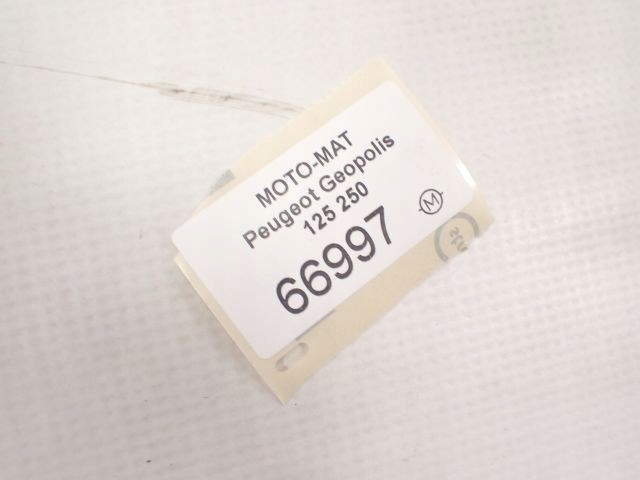 MOTO-MAT
Peugeot Geopolis
125 250
66997
M